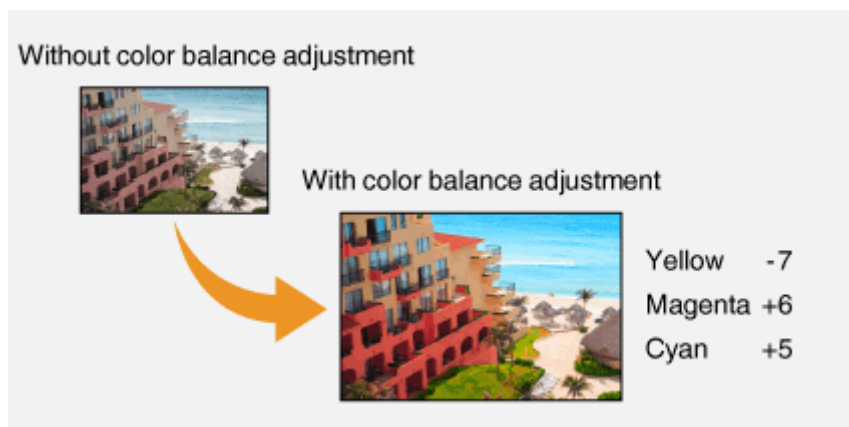 Without color balance adjustment
With color balance adjustment
Yellow -7
Magenta +6
Cyan +5